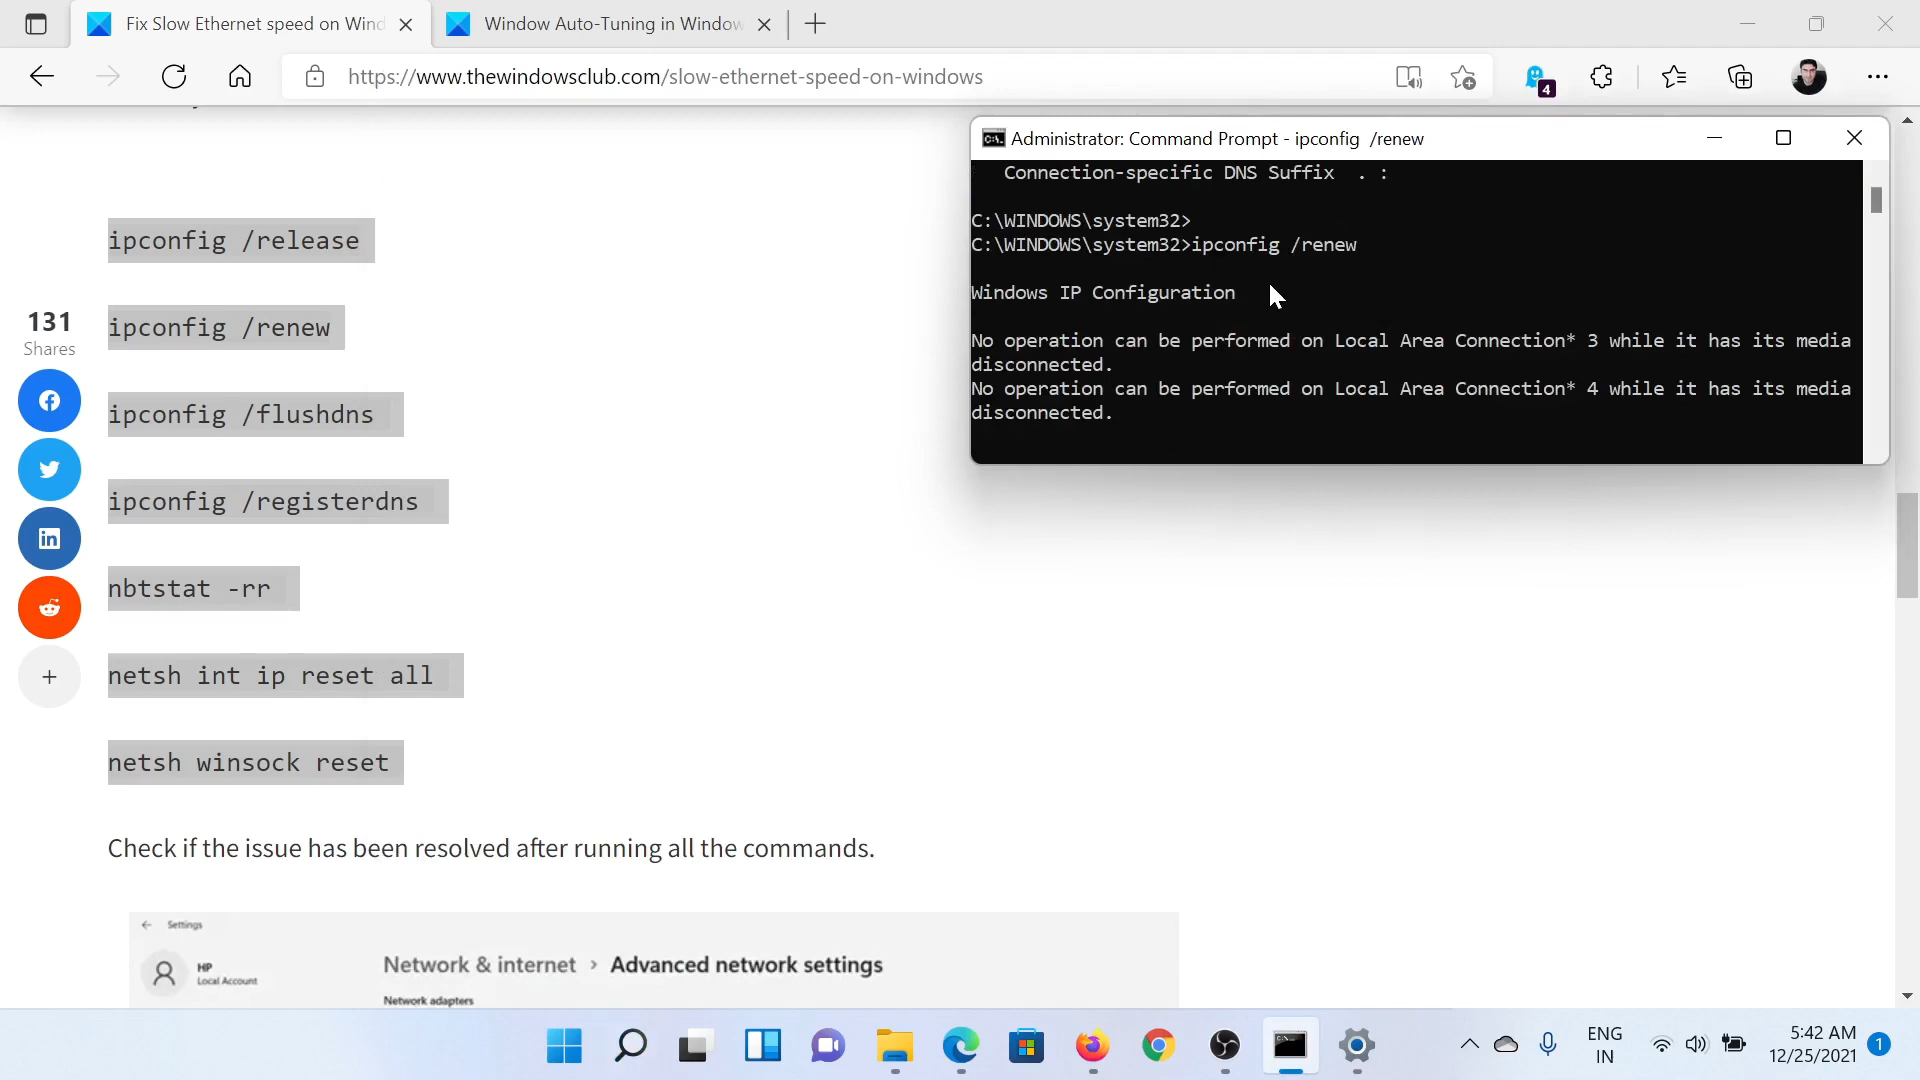 Fix Slow Ethernet speed on Wind
Window Auto-Tuning in Window
https://www.thewindowsclub.com/slow-ethernet-speed-on-windows
4
Administrator: Command Prompt - ipconfig /renew
Connection-specific DNS Suffix . :
C:\WINDOWS\system32>
C:\WINDOWS\system32>ipconfig /renew
Windows IP Configuration
No operation can be performed on Local Area Connection* 3 while it has its media
disconnected.
No operation can be performed on Local Area Connection* 4 while it has its media
disconnected.
131
Shares
ipconfig /release
ipconfig /renew
ipconfig /flushdns
ipconfig /registerdns
nbtstat -rr
netsh int ip reset all
netsh winsock reset
Check if the issue has been resolved after running all the commands.
Settings
HP
Local Account
Network & internet > Advanced network settings
Network adapters
ENG
IN
5:42 AM
12/25/2021
1